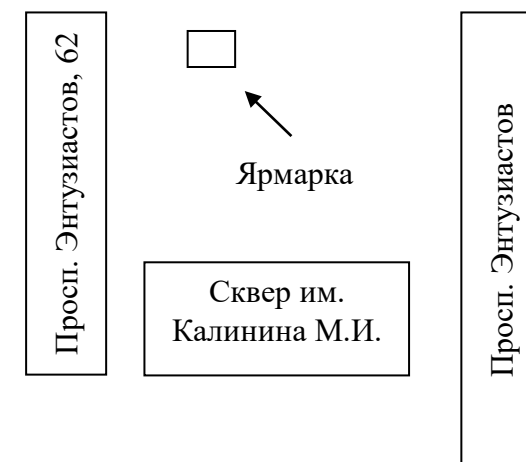 Просп. Энтузиастов, 62
Ярмарка
Сквер им.
Калинина М.И.
Просп. Энтузиастов